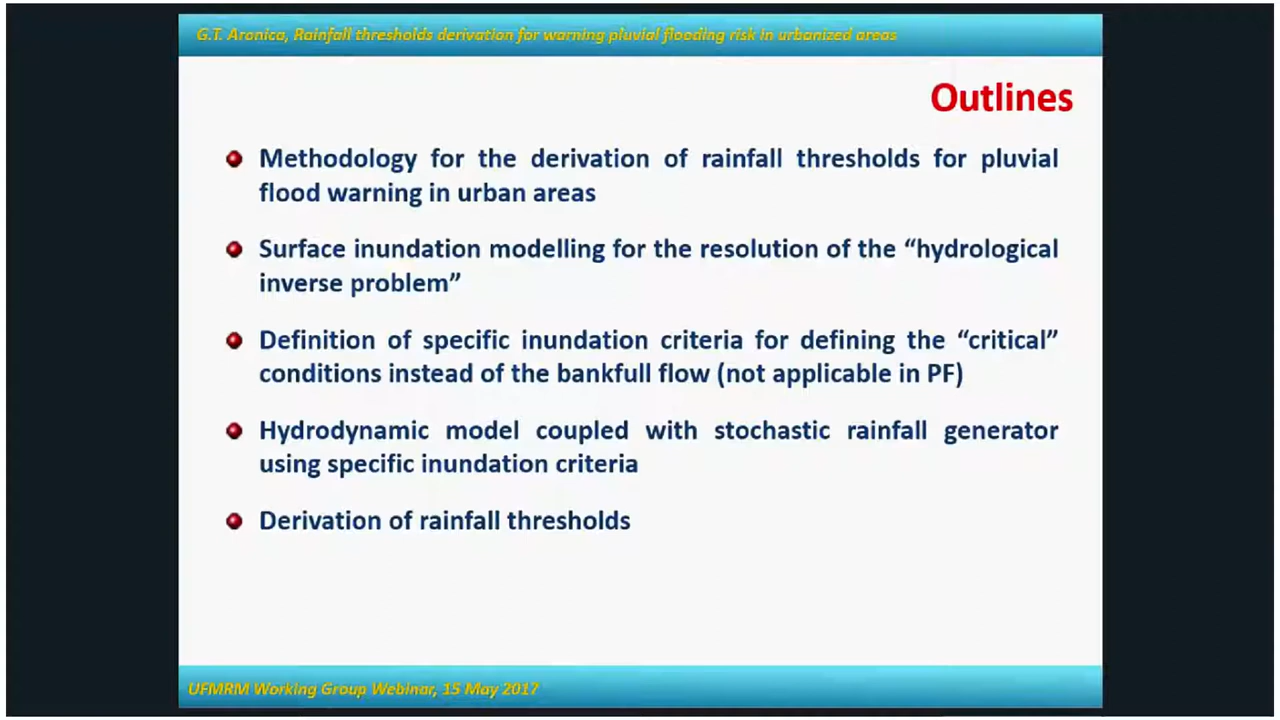 G.T. Aronica, Rainfall thresholds derivation for warning pluvial flooding risk in urbanized areas
Outlines
Methodology for the derivation of rainfall thresholds for pluvial
flood warning in urban areas
Surface inundation modelling for the resolution of the “hydrological
inverse problem”
Definition of specific inundation criteria for defining the “critical”
conditions instead of the bankfull flow (not applicable in PF)
Hydrodynamic model coupled with stochastic rainfall generator
using specific inundation criteria
Derivation of rainfall thresholds
UFMRM Working Group Webinar, 15 May 2017